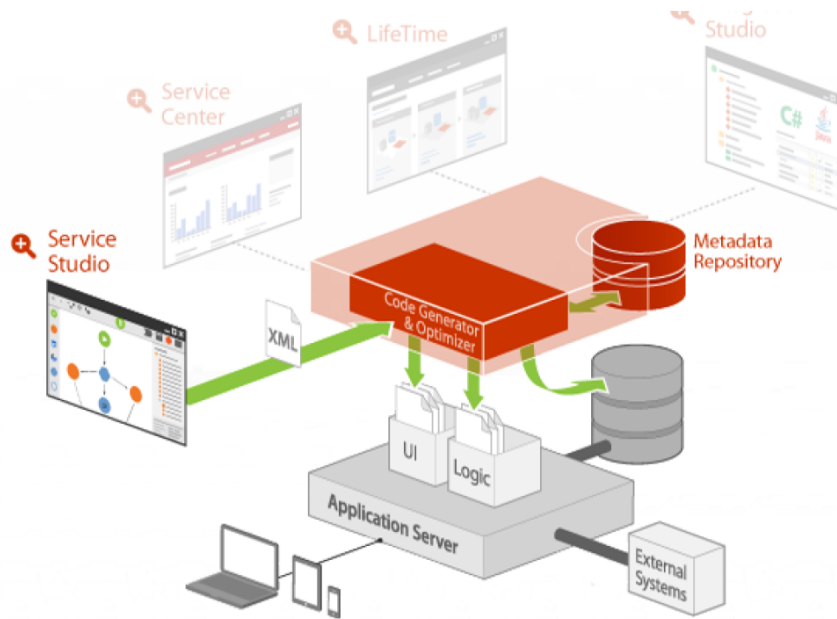 Studio
LifeTime
Service
Center
C#
Java
Service
Studio
Metadata
Repository
Code Generator
& Optimizer
XML
UI
Logic
Application Server
External
Systems